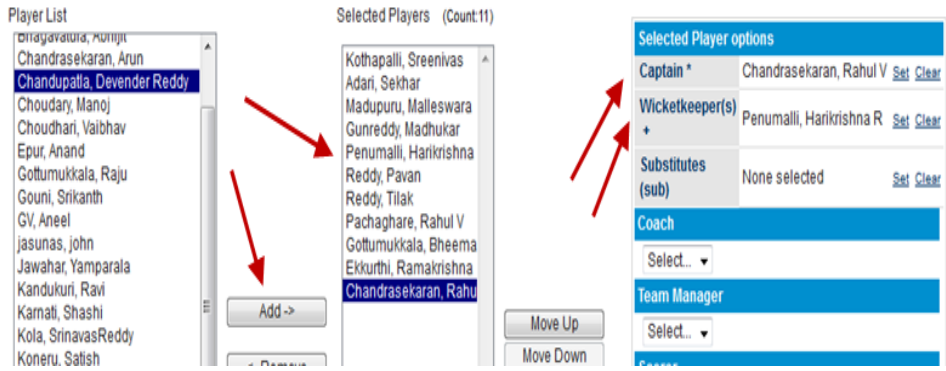 Player List
Bhagavatula, Abhijit
Chandrasekaran, Arun
Chandupatla, Devender Reddy
Choudary, Manoj
Choudhari, Vaibhav
Epur, Anand
Gottumukkala, Raju
Gouni, Srikanth
GV, Aneel
jasunas, john
Jawahar, Yamparala
Kandukuri, Ravi
Karnati, Shashi
Kola, SrinavasReddy
Koneru, Satish
Add ->
< Remove
Selected Players (Count:11)
Kothapalli, Sreenivas
Adari, Sekhar
Madupuru, Malleswara
Gunreddy, Madhukar
Penumalli, Harikrishna
Reddy, Pavan
Reddy, Tilak
Pachaghare, Rahul V
Gottumukkala, Bheema
Ekkurthi, Ramakrishna
Chandrasekaran, Rahu
Move Up
Move Down
Selected Player options
Captain * Chandrasekaran, Rahul V Set Clear
Wicketkeeper(s)
+ Penumalli, Harikrishna R Set Clear
Substitutes
(sub) None selected Set Clear
Coach
Select...
Team Manager
Select...
Scorer